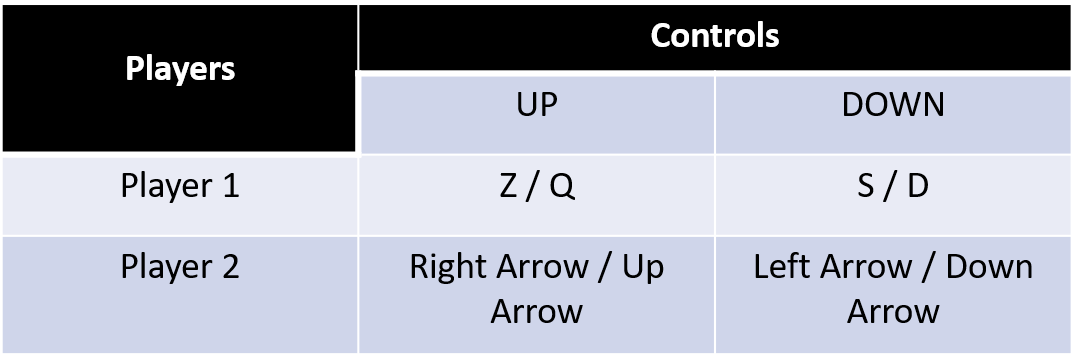 Players
Controls
UP
DOWN
Player 1
Z / Q
S / D
Player 2
Right Arrow / Up
Arrow
Left Arrow / Down
Arrow